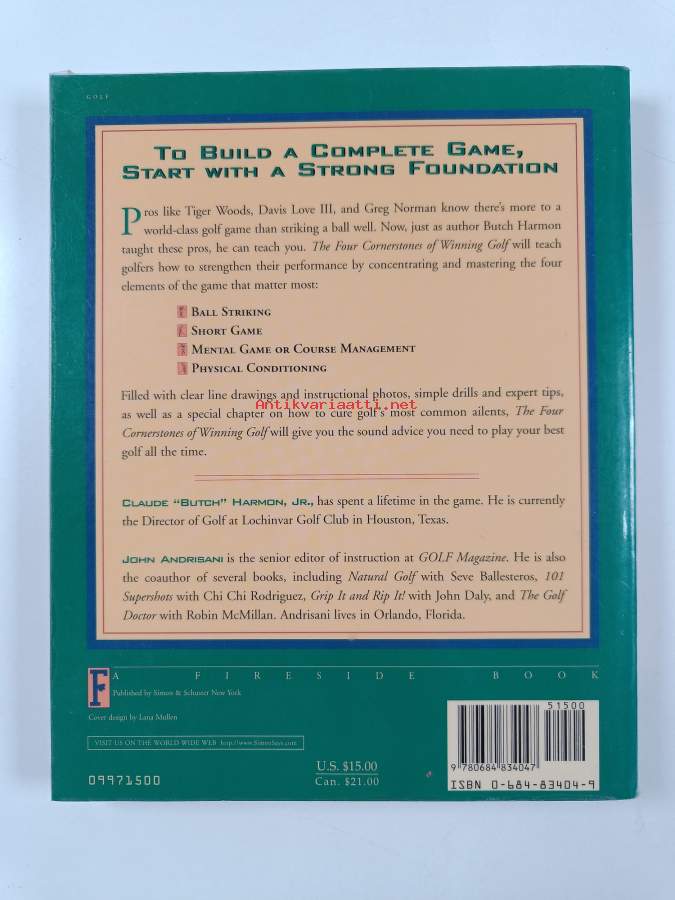 GOLF
TO BUILD A COMPLETE GAME,
START WITH A STRONG FOUNDATION
Pros like Tiger Woods, Davis Love III, and Greg Norman know there's more to a
world-class golf game than striking a ball well. Now, just as author Butch Harmon
taught these pros, he can teach you. The Four Cornerstones of Winning Golf will teach
golfers how to strengthen their performance by concentrating and mastering the four
elements of the game that matter most:
BALL STRIKING
SHORT GAME
MENTAL GAME OR COURSE MANAGEMENT
PHYSICAL CONDITIONING
Filled with clear line drawings and instructional photos, simple drills and expert tips,
Antikvariaatti.net
as well as a special chapter on how to cure golf's most common ailents, The Four
Cornerstones of Winning Golf will give you the sound advice you need to play your best
golf all the time.
CLAUDE "BUTCH" HARMON, JR., has spent a lifetime in the game. He is currently
the Director of Golf at Lochinvar Golf Club in Houston, Texas.
JOHN ANDRISANI is the senior editor of instruction at GOLF Magazine. He is also
the coauthor of several books, including Natural Golf with Seve Ballesteros, 101
Supershots with Chi Chi Rodriguez, Grip It and Rip It! with John Daly, and The Golf
Doctor with Robin McMillan. Andrisani lives in Orlando, Florida.
F
A FIRESIDE BOOK
Published by Simon & Schuster New York
Cover design by Lana Mullen
VISIT US ON THE WORLD WIDE WEB http://www.SimonSays.com
09971500
U.S. $15.00
Can. $21.00
51500
9 780684 834047
ISBN 0-684-83404-9